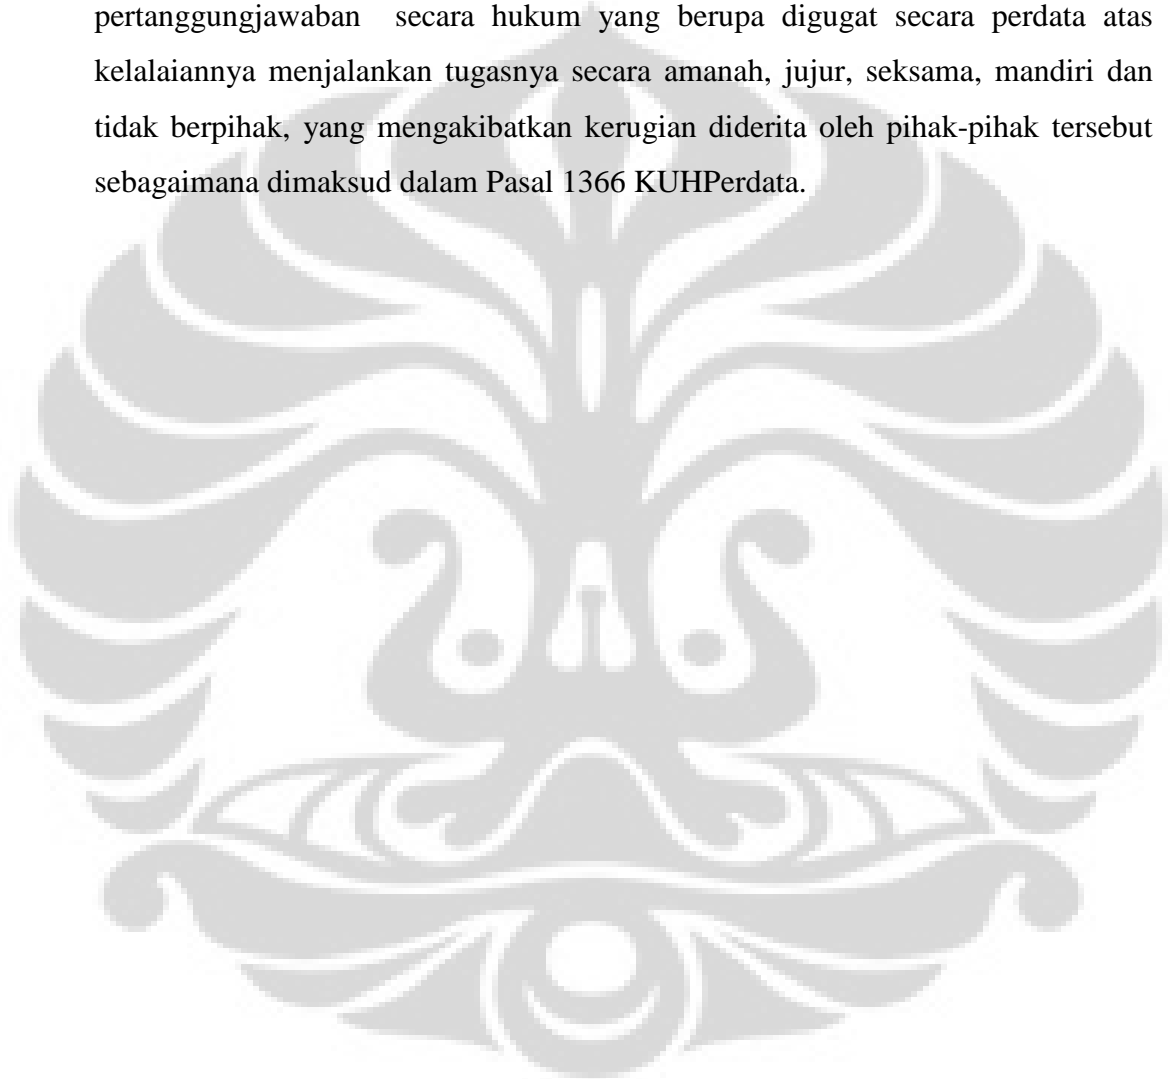 pertanggungjawaban secara hukum yang berupa digugat secara perdata atas
kelalaiannya menjalankan tugasnya secara amanah, jujur, seksama, mandiri dan
tidak berpihak, yang mengakibatkan kerugian diderita oleh pihak-pihak tersebut
sebagaimana dimaksud dalam Pasal 1366 KUHPerdata.